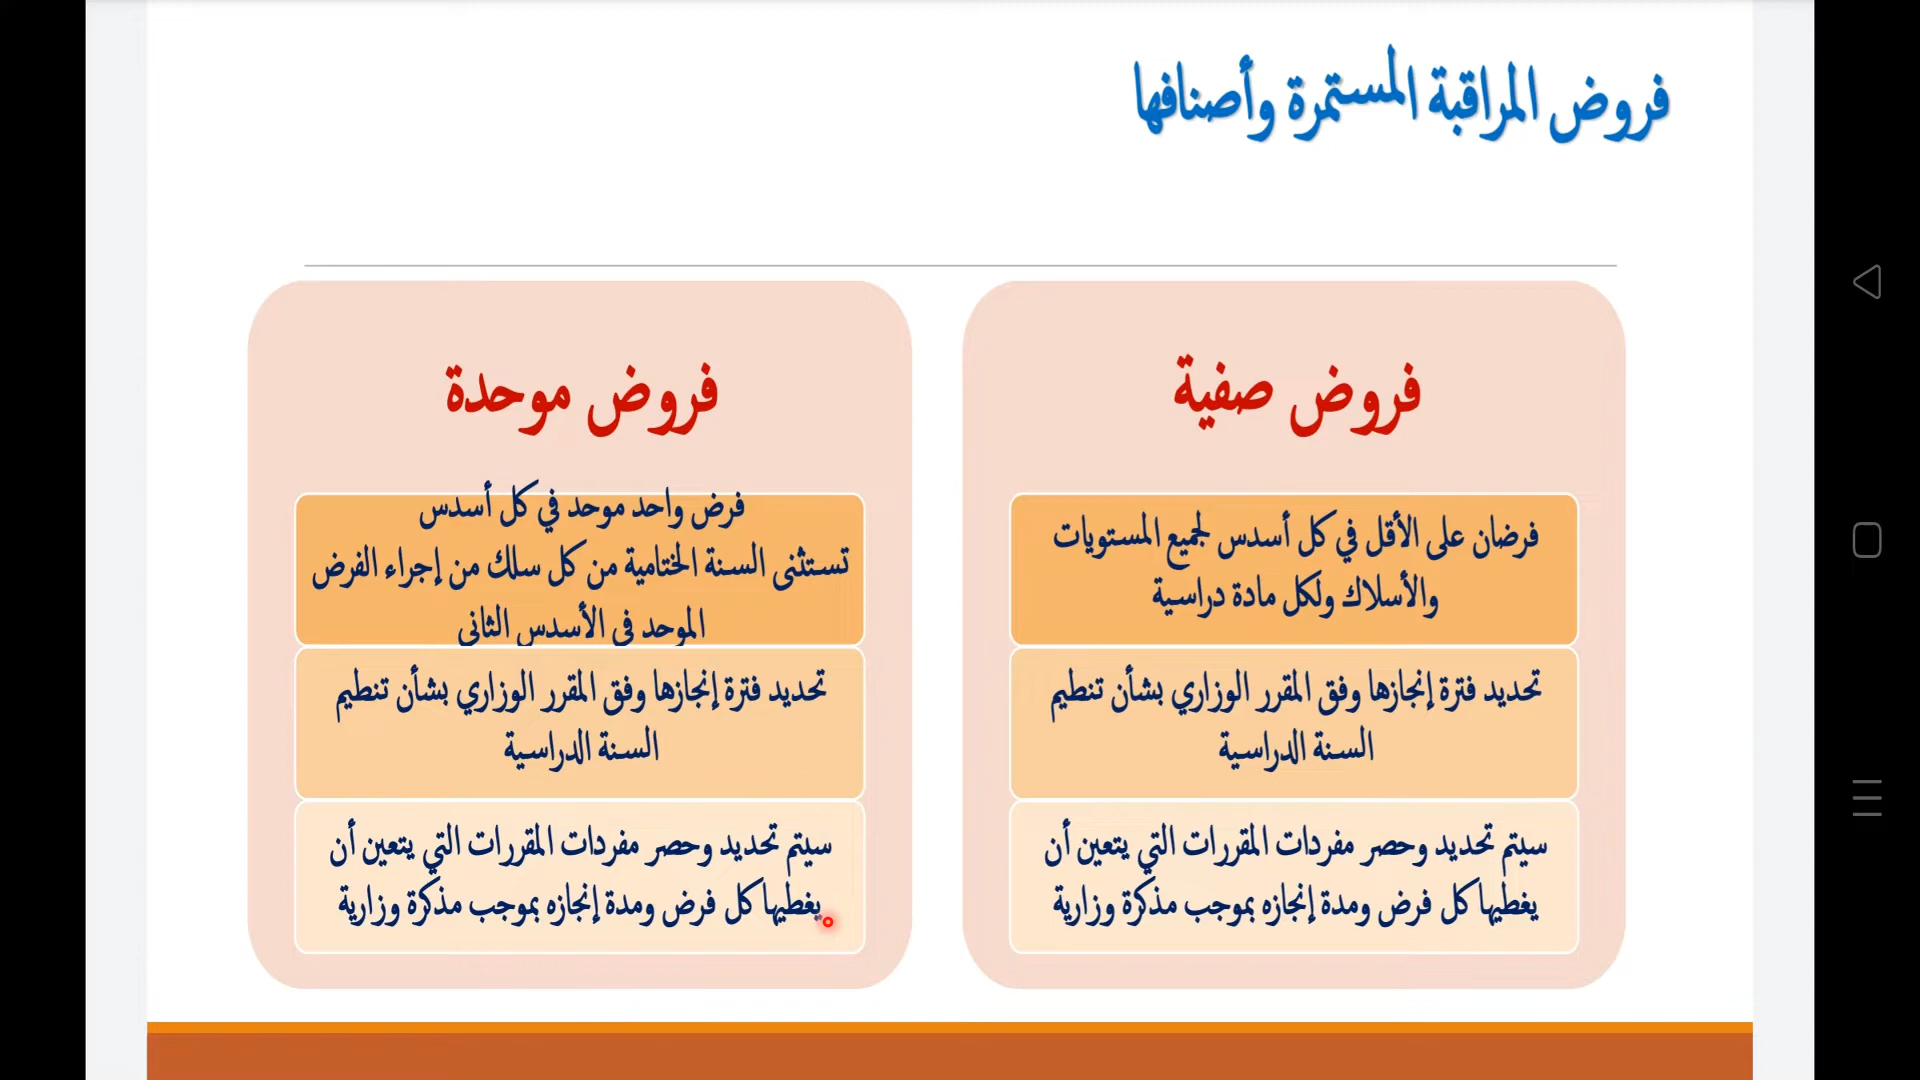 فروض المراقبة المستمرة وأصنافها
فروض صفية
فرضان على الأقل في كل أسدس لجميع المستويات
والأسلاك ولكل مادة دراسية
تحديد فترة إنجازها وفق المقرر الوزاري بشأن تنطيم
السنة الدراسية
سيتم تحديد وحصر مفردات المقررات التي يتعين أن
يغطيها كل فرض ومدة إنجازه بموجب مذكرة وزارية
فروض موحدة
فرض واحد موحد في كل أسدس
تستثنى السنة الختامية من كل سلك من إجراء الفرض
الموحد في الأسدس الثاني
تحديد فترة إنجازها وفق المقرر الوزاري بشأن تنطيم
السنة الدراسية
سيتم تحديد وحصر مفردات المقررات التي يتعين أن
يغطيها كل فرض ومدة إنجازه بموجب مذكرة وزارية